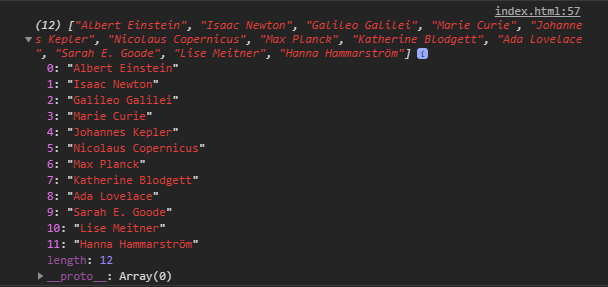 index.html:57
(12) ["Albert Einstein", "Isaac Newton", "Galileo Galilei", "Marie Curie", "Johanne
s Kepler", "Nicolaus Copernicus", "Max Planck", "Katherine Blodgett", "Ada Lovelace
", "Sarah E. Goode", "Lise Meitner", "Hanna Hammarström"]
0: "Albert Einstein"
1: "Isaac Newton"
2: "Galileo Galilei"
3: "Marie Curie"
4: "Johannes Kepler"
5: "Nicolaus Copernicus"
6: "Max Planck"
7: "Katherine Blodgett"
8: "Ada Lovelace"
9: "Sarah E. Goode"
10: "Lise Meitner"
11: "Hanna Hammarström"
length: 12
__proto__: Array(0)